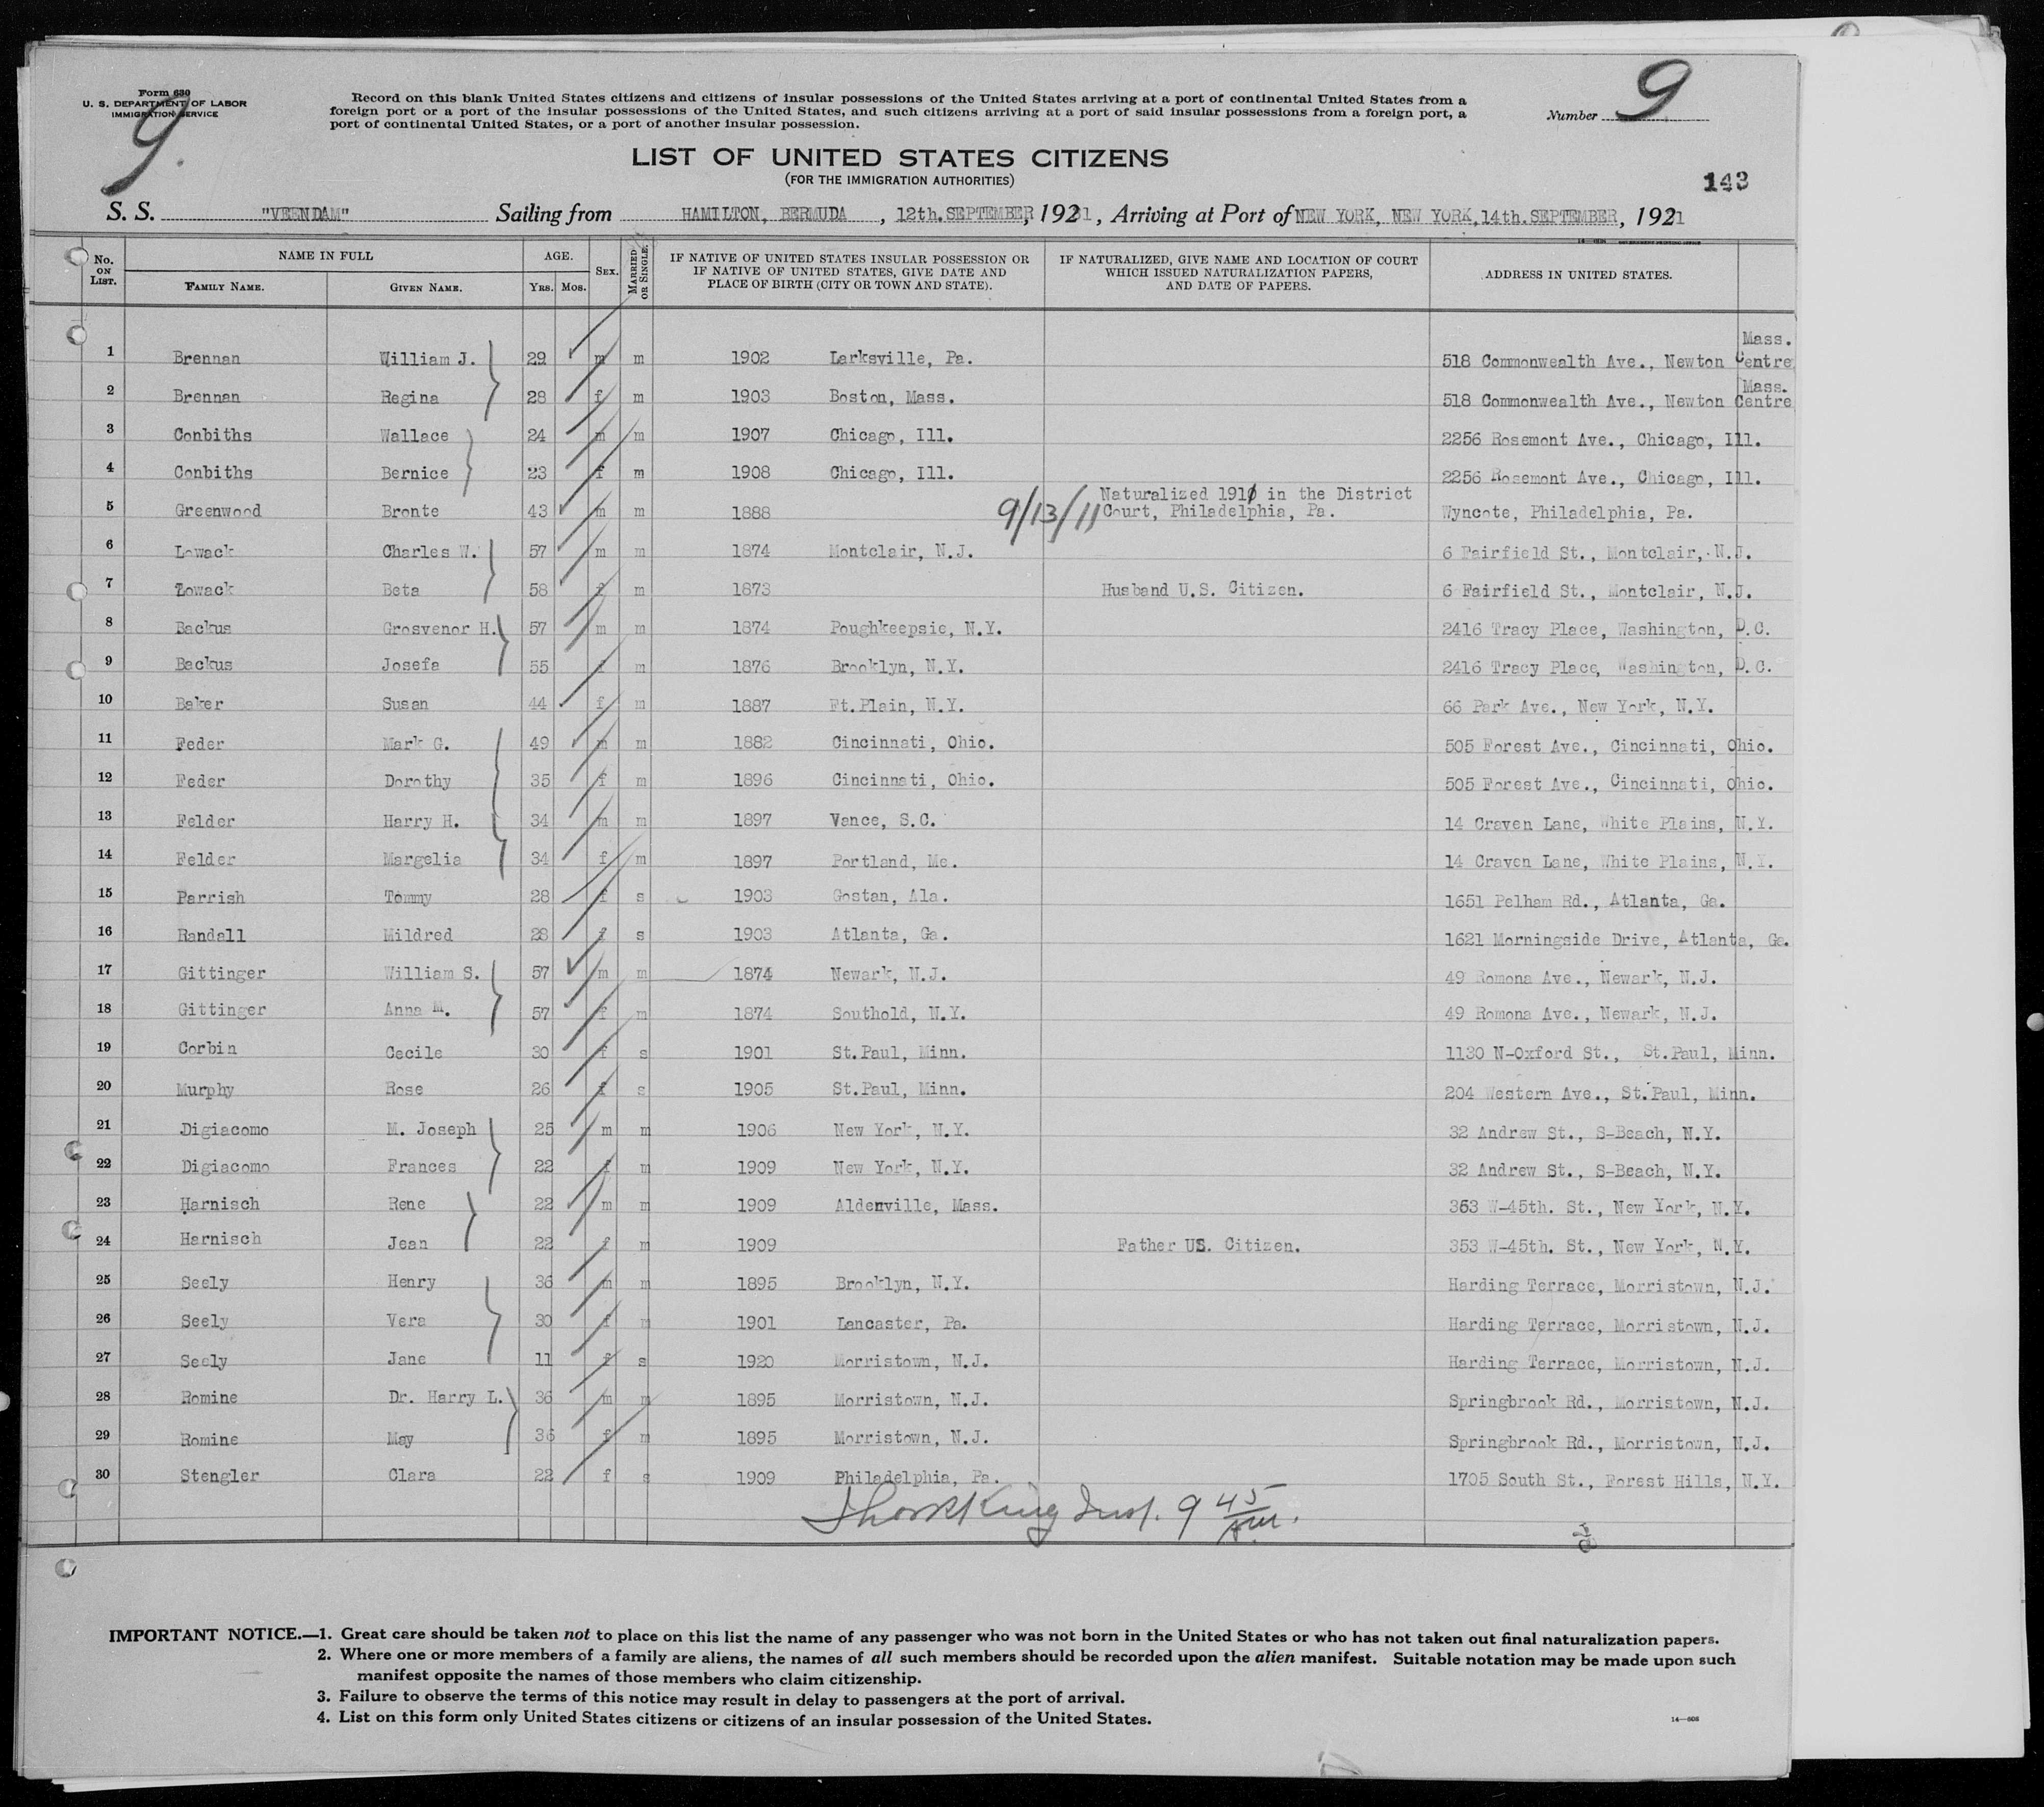 Form 630
U. S. DEPARTMENT OF LABOR
IMMIGRATION SERVICE
9.
Record on this blank United States citizens and citizens of insular possessions of the United States arriving at a port of continental United States from a
foreign port or a port of the insular possessions of the United States, and such citizens arriving at a port of said insular possessions from a foreign port, a
port of continental United States, or a port of another insular possession.
Number 9
LIST OF UNITED STATES CITIZENS
(FOR THE IMMIGRATION AUTHORITIES)
143
S. S. "VEENDAM" Sailing from HAMILTON, BERMUDA, 12th. SEPTEMBER, 1931, Arriving at Port of NEW YORK, NEW YORK, 14th. SEPTEMBER, 1921
No. ON LIST. NAME IN FULL FAMILY NAME. GIVEN NAME. AGE. Yrs. Mos. SEX. MARRIED OR SINGLE. IF NATIVE OF UNITED STATES INSULAR POSSESSION OR IF NATIVE OF UNITED STATES, GIVE DATE AND PLACE OF BIRTH (CITY OR TOWN AND STATE). IF NATURALIZED, GIVE NAME AND LOCATION OF COURT WHICH ISSUED NATURALIZATION PAPERS, AND DATE OF PAPERS. ADDRESS IN UNITED STATES.
1 Brennan William J. 29 m m 1902 Larksville, Pa. 518 Commonwealth Ave., Newton Centre Mass.
2 Brennan Regina 28 f m 1903 Boston, Mass. 518 Commonwealth Ave., Newton Centre Mass.
3 Conbiths Wallace 24 m m 1907 Chicago, Ill. 2256 Rosemont Ave., Chicago, Ill.
4 Conbiths Bernice 23 f m 1908 Chicago, Ill. 2256 Rosemont Ave., Chicago, Ill.
5 Greenwood Bronte 43 m m 1888 9/13/11 Naturalized 1910 in the District Court, Philadelphia, Pa. Wyncote, Philadelphia, Pa.
6 Lowack Charles W. 57 m m 1874 Montclair, N.J. 6 Fairfield St., Montclair, N.J.
7 Lowack Beta 58 f m 1873 Husband U.S. Citizen. 6 Fairfield St., Montclair, N.J.
8 Backus Grosvenor H. 57 m m 1874 Poughkeepsie, N.Y. 2416 Tracy Place, Washington, D.C.
9 Backus Josefa 55 f m 1876 Brooklyn, N.Y. 2416 Tracy Place, Washington, D.C.
10 Baker Susan 44 f m 1887 Ft.Plain, N.Y. 66 Park Ave., New York, N.Y.
11 Feder Mark G. 49 m m 1882 Cincinnati, Ohio. 505 Forest Ave., Cincinnati, Ohio.
12 Feder Dorothy 35 f m 1896 Cincinnati, Ohio. 505 Forest Ave., Cincinnati, Ohio.
13 Felder Harry H. 34 m m 1897 Vance, S.C. 14 Craven Lane, White Plains, N.Y.
14 Felder Margelia 34 f m 1897 Portland, Me. 14 Craven Lane, White Plains, N.Y.
15 Parrish Tommy 28 f s 1903 Gostan, Ala. 1651 Pelham Rd., Atlanta, Ga.
16 Randall Mildred 28 f s 1903 Atlanta, Ga. 1621 Morningside Drive, Atlanta, Ga.
17 Gittinger William S. 57 m m 1874 Newark, N.J. 49 Romona Ave., Newark, N.J.
18 Gittinger Anna M. 57 f m 1874 Southold, N.Y. 49 Romona Ave., Newark, N.J.
19 Corbin Cecile 30 f s 1901 St.Paul, Minn. 1130 N-Oxford St., St.Paul, Minn.
20 Murphy Rose 26 f s 1905 St.Paul, Minn. 204 Western Ave., St.Paul, Minn.
21 Digiacomo M. Joseph 25 m m 1906 New York, N.Y. 32 Andrew St., S-Beach, N.Y.
22 Digiacomo Frances 22 f m 1909 New York, N.Y. 32 Andrew St., S-Beach, N.Y.
23 Harnisch Rene 22 m m 1909 Aldenville, Mass. 353 W-45th. St., New York, N.Y.
24 Harnisch Jean 22 f m 1909 Father US. Citizen. 353 W-45th. St., New York, N.Y.
25 Seely Henry 36 m m 1895 Brooklyn, N.Y. Harding Terrace, Morristown, N.J.
26 Seely Vera 30 f m 1901 Lancaster, Pa. Harding Terrace, Morristown, N.J.
27 Seely Jane 11 f s 1920 Morristown, N.J. Harding Terrace, Morristown, N.J.
28 Romine Dr. Harry L. 36 m m 1895 Morristown, N.J. Springbrook Rd., Morristown, N.J.
29 Romine May 36 f m 1895 Morristown, N.J. Springbrook Rd., Morristown, N.J.
30 Stengler Clara 22 f s 1909 Philadelphia, Pa. 1705 South St., Forest Hills, N.Y.
King Insp. 9 45 AM.
IMPORTANT NOTICE.—1. Great care should be taken not to place on this list the name of any passenger who was not born in the United States or who has not taken out final naturalization papers.
2. Where one or more members of a family are aliens, the names of all such members should be recorded upon the alien manifest. Suitable notation may be made upon such
manifest opposite the names of those members who claim citizenship.
3. Failure to observe the terms of this notice may result in delay to passengers at the port of arrival.
4. List on this form only United States citizens or citizens of an insular possession of the United States.
14—808